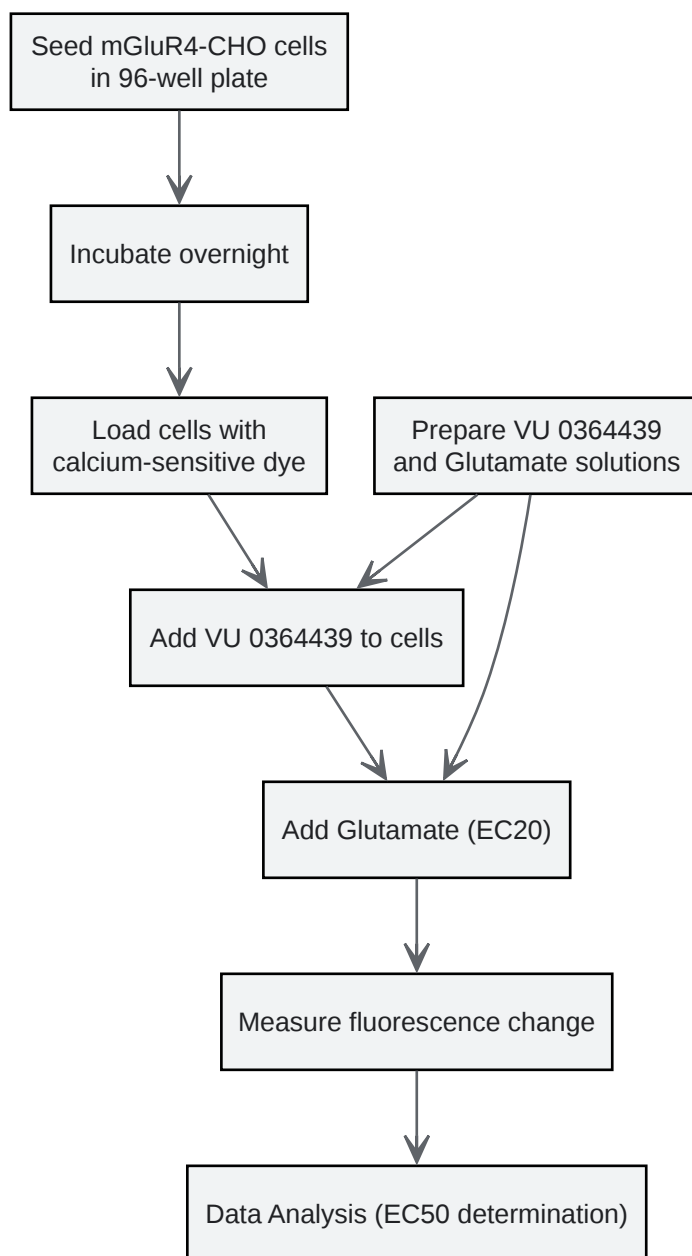 Seed mGluR4-CHO cells
in 96-well plate
Incubate overnight
Load cells with
calcium-sensitive dye
Prepare VU 0364439
and Glutamate solutions
Add VU 0364439 to cells
Add Glutamate (EC20)
Measure fluorescence change
Data Analysis (EC50 determination)